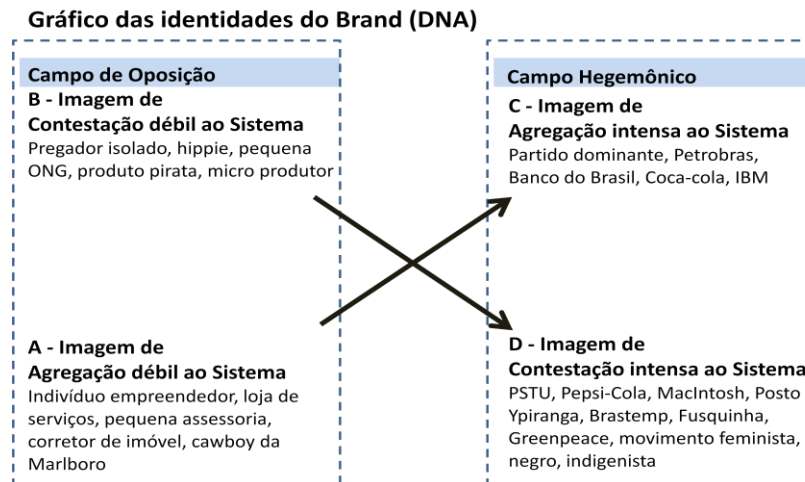 Gráfico das identidades do Brand (DNA)
Campo de Oposição
B - Imagem de
Contestação débil ao Sistema
Pregador isolado, hippie, pequena
ONG, produto pirata, micro produtor
A - Imagem de
Agregação débil ao Sistema
Indivíduo empreendedor, loja de
serviços, pequena assessoria,
corretor de imóvel, cawboy da
Marlboro
Campo Hegemônico
C - Imagem de
Agregação intensa ao Sistema
Partido dominante, Petrobras,
Banco do Brasil, Coca-cola, IBM
D - Imagem de
Contestação intensa ao Sistema
PSTU, Pepsi-Cola, MacIntosh, Posto
Ypiranga, Brastemp, Fusquinha,
Greenpeace, movimento feminista,
negro, indigenista